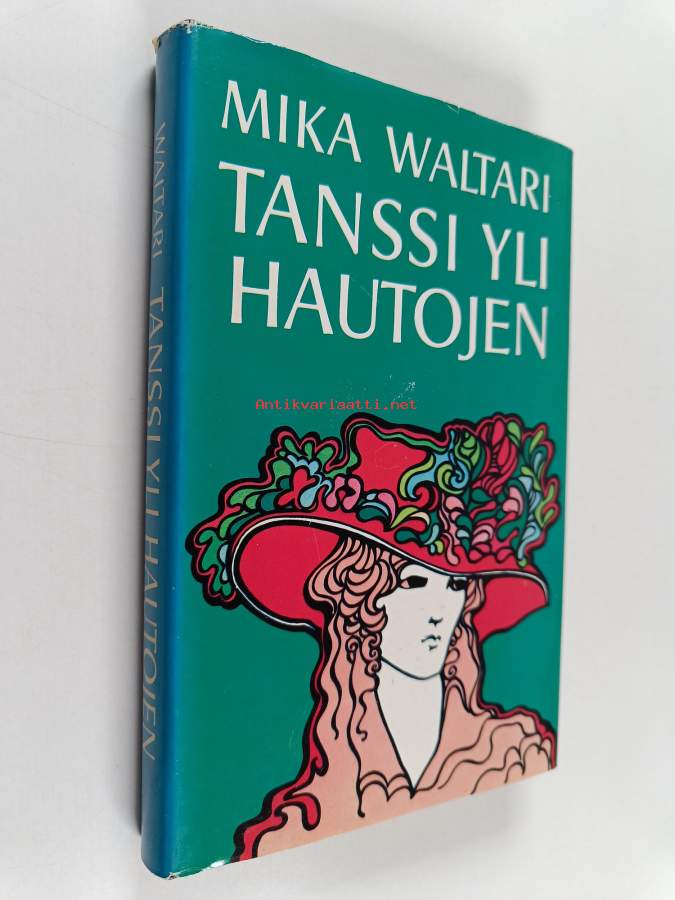 MIKA WALTARI
TANSSI YLI
HAUTOJEN
Antikvariaatti.net
WALTARI TANSSI YLI HAUTOJEN